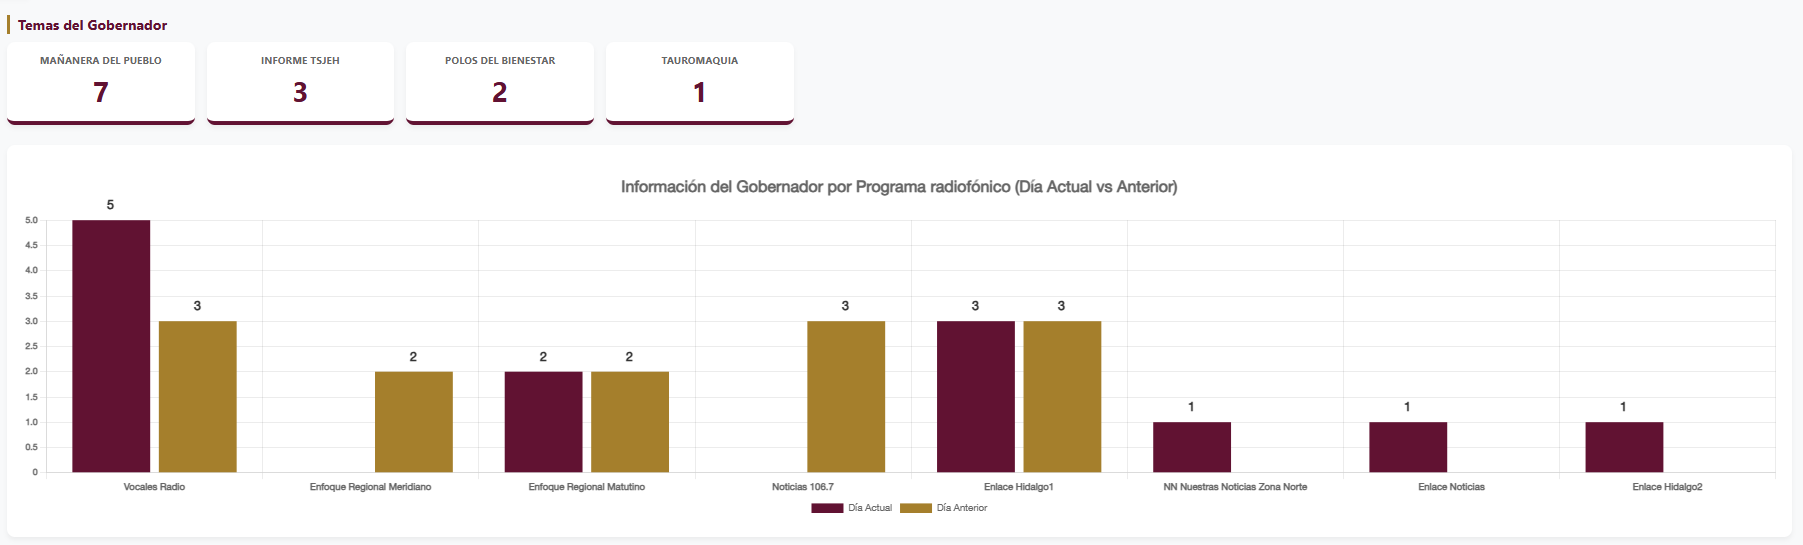 Temas del Gobernador
MAÑANERA DEL PUEBLO
7
INFORME TSJEH
3
POLOS DEL BIENESTAR
2
TAUROMAQUIA
1
Información del Gobernador por Programa radiofónico (Día Actual vs Anterior)
5.0
4.5
4.0
3.5
3.0
2.5
2.0
1.5
1.0
0.5
0
5
3
2
2
2
3
3
3
1
1
1
Vocales Radio
Enfoque Regional Meridiano
Enfoque Regional Matutino
Noticias 106.7
Enlace Hidalgo1
NN Nuestras Noticias Zona Norte
Enlace Noticias
Enlace Hidalgo2
Día Actual
Día Anterior